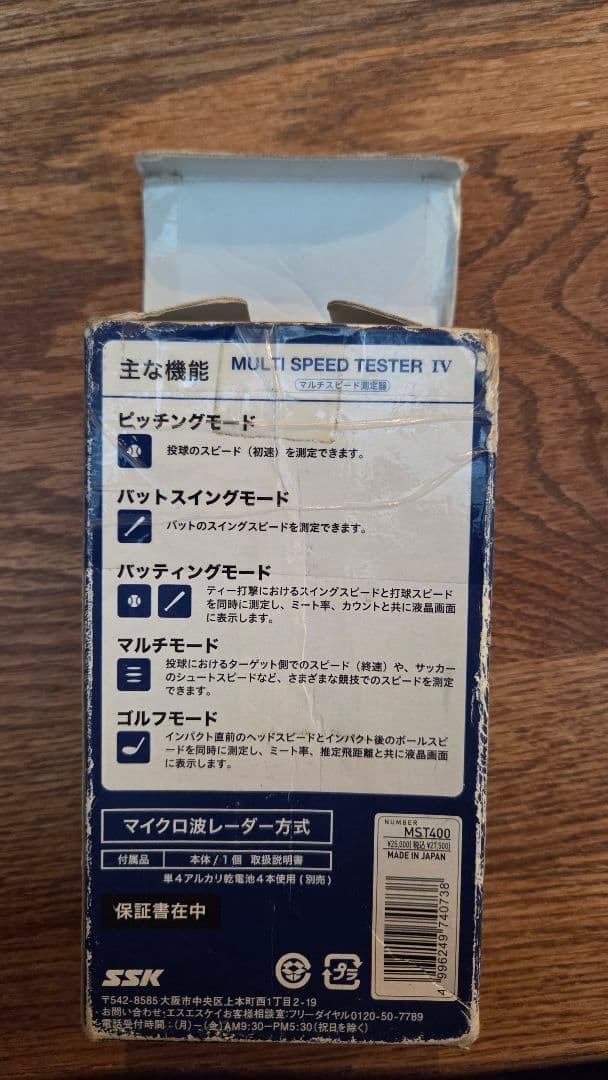 主な機能
MULTI SPEED TESTER IV
マルチスピード測定器
ピッチングモード
投球のスピード（初速）を測定できます。
バットスイングモード
バットのスイングスピードを測定できます。
バッティングモード
ティー打撃におけるスイングスピードと打球スピード
を同時に測定し、ミート率、カウントと共に液晶画面
に表示します。
マルチモード
投球におけるターゲット側でのスピード（終速）や、サッカー
のシュートスピードなど、さまざまな競技でのスピードを測定
できます。
ゴルフモード
インパクト直前のヘッドスピードとインパクト後のボールスピ
ードを同時に測定し、ミート率、推定飛距離と共に液晶画面
に表示します。
マイクロ波レーダー方式
付属品 本体/1個 取扱説明書
単4アルカリ乾電池4本使用(別売)
保証書在中
NUMBER
MST400
¥25,000(税込 ¥27,500)
MADE IN JAPAN
4 996249 740738
プラ
SSK
〒542-8585 大阪市中央区上本町西1丁目2-19
お問い合わせ・エスエスケイお客様相談室:フリーダイヤル0120-50-7789
電話受付時間:(月)-(金)AM9:30-PM5:30(祝日を除く)